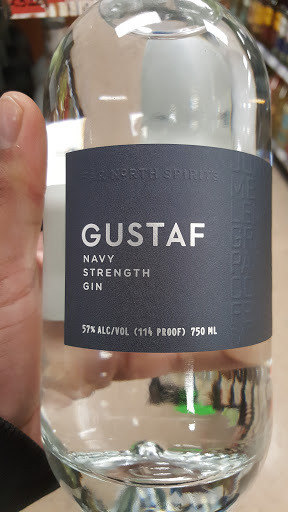 FAR NORTH SPIRITS
GUSTAF
NAVY
STRENGTH
GIN
57% ALC/VOL (114 PROOF) 750 ML